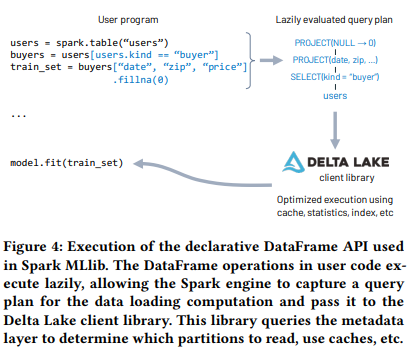 User program
Lazily evaluated query plan
users = spark.table(“users”)
buyers = users[users.kind == “buyer”]
train_set = buyers[“date”, “zip”, “price”]
.fillna(0)
PROJECT(NULL → 0)
PROJECT(date, zip, …)
SELECT(kind = “buyer”)
users
...
model.fit(train_set)
DELTA LAKE
client library
Optimized execution using
cache, statistics, index, etc
Figure 4: Execution of the declarative DataFrame API used
in Spark MLlib. The DataFrame operations in user code ex-
ecute lazily, allowing the Spark engine to capture a query
plan for the data loading computation and pass it to the
Delta Lake client library. This library queries the metadata
layer to determine which partitions to read, use caches, etc.